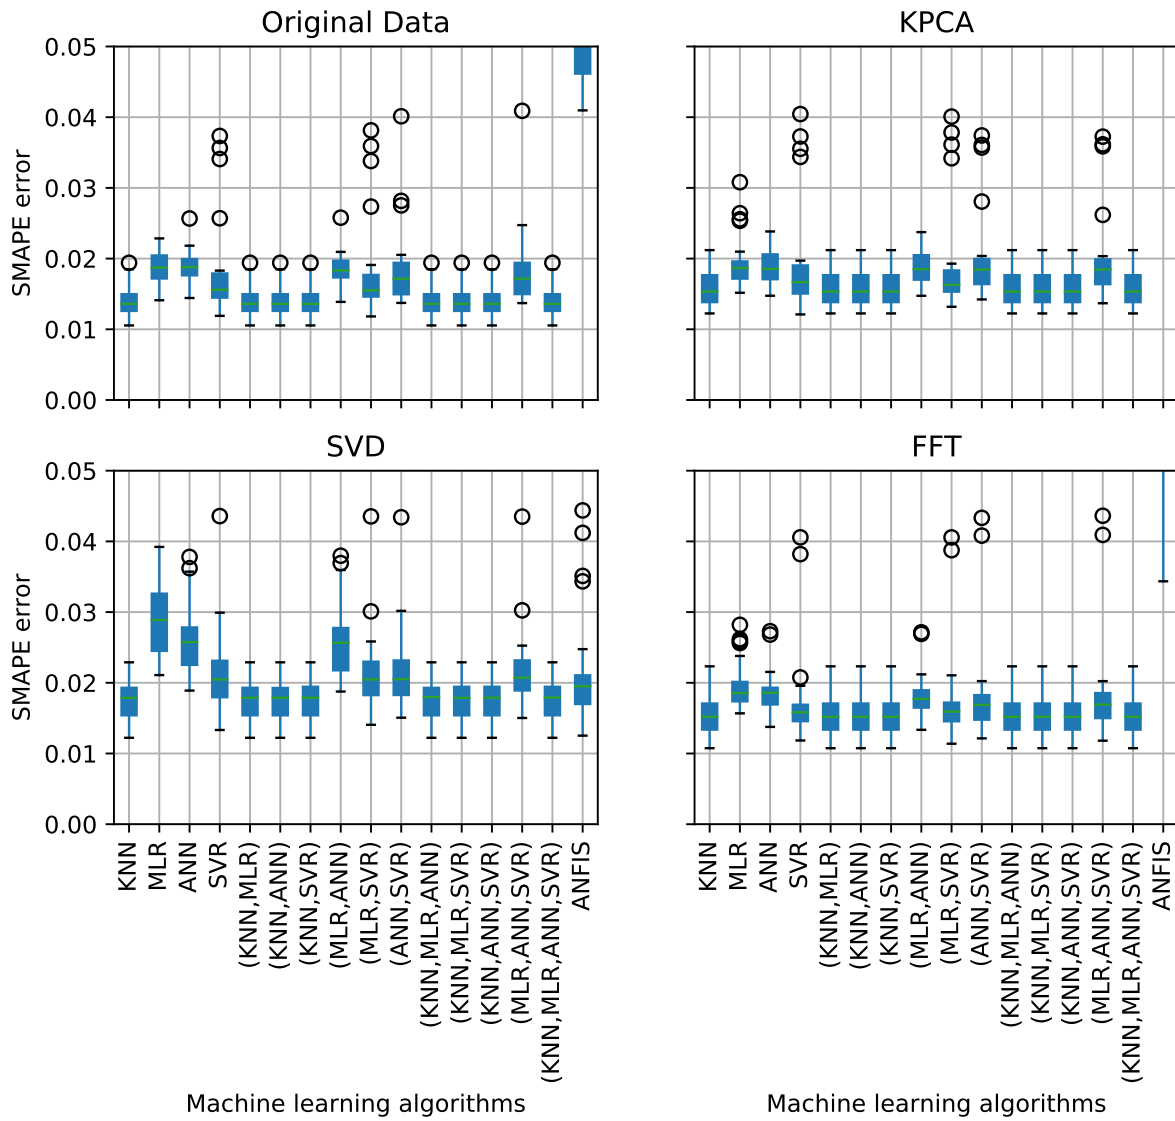 Original Data
KPCA
SMAPE error
0.05
0.04
0.03
0.02
0.01
0.00
SVD
FFT
SMAPE error
0.05
0.04
0.03
0.02
0.01
0.00
KNN
MLR
ANN
SVR
(KNN,MLR)
(KNN,ANN)
(KNN,SVR)
(MLR,ANN)
(MLR,SVR)
(ANN,SVR)
(KNN,MLR,ANN)
(KNN,MLR,SVR)
(KNN,ANN,SVR)
(MLR,ANN,SVR)
(KNN,MLR,ANN,SVR)
ANFIS
KNN
MLR
ANN
SVR
(KNN,MLR)
(KNN,ANN)
(KNN,SVR)
(MLR,ANN)
(MLR,SVR)
(ANN,SVR)
(KNN,MLR,ANN)
(KNN,MLR,SVR)
(KNN,ANN,SVR)
(MLR,ANN,SVR)
(KNN,MLR,ANN,SVR)
ANFIS
Machine learning algorithms
Machine learning algorithms